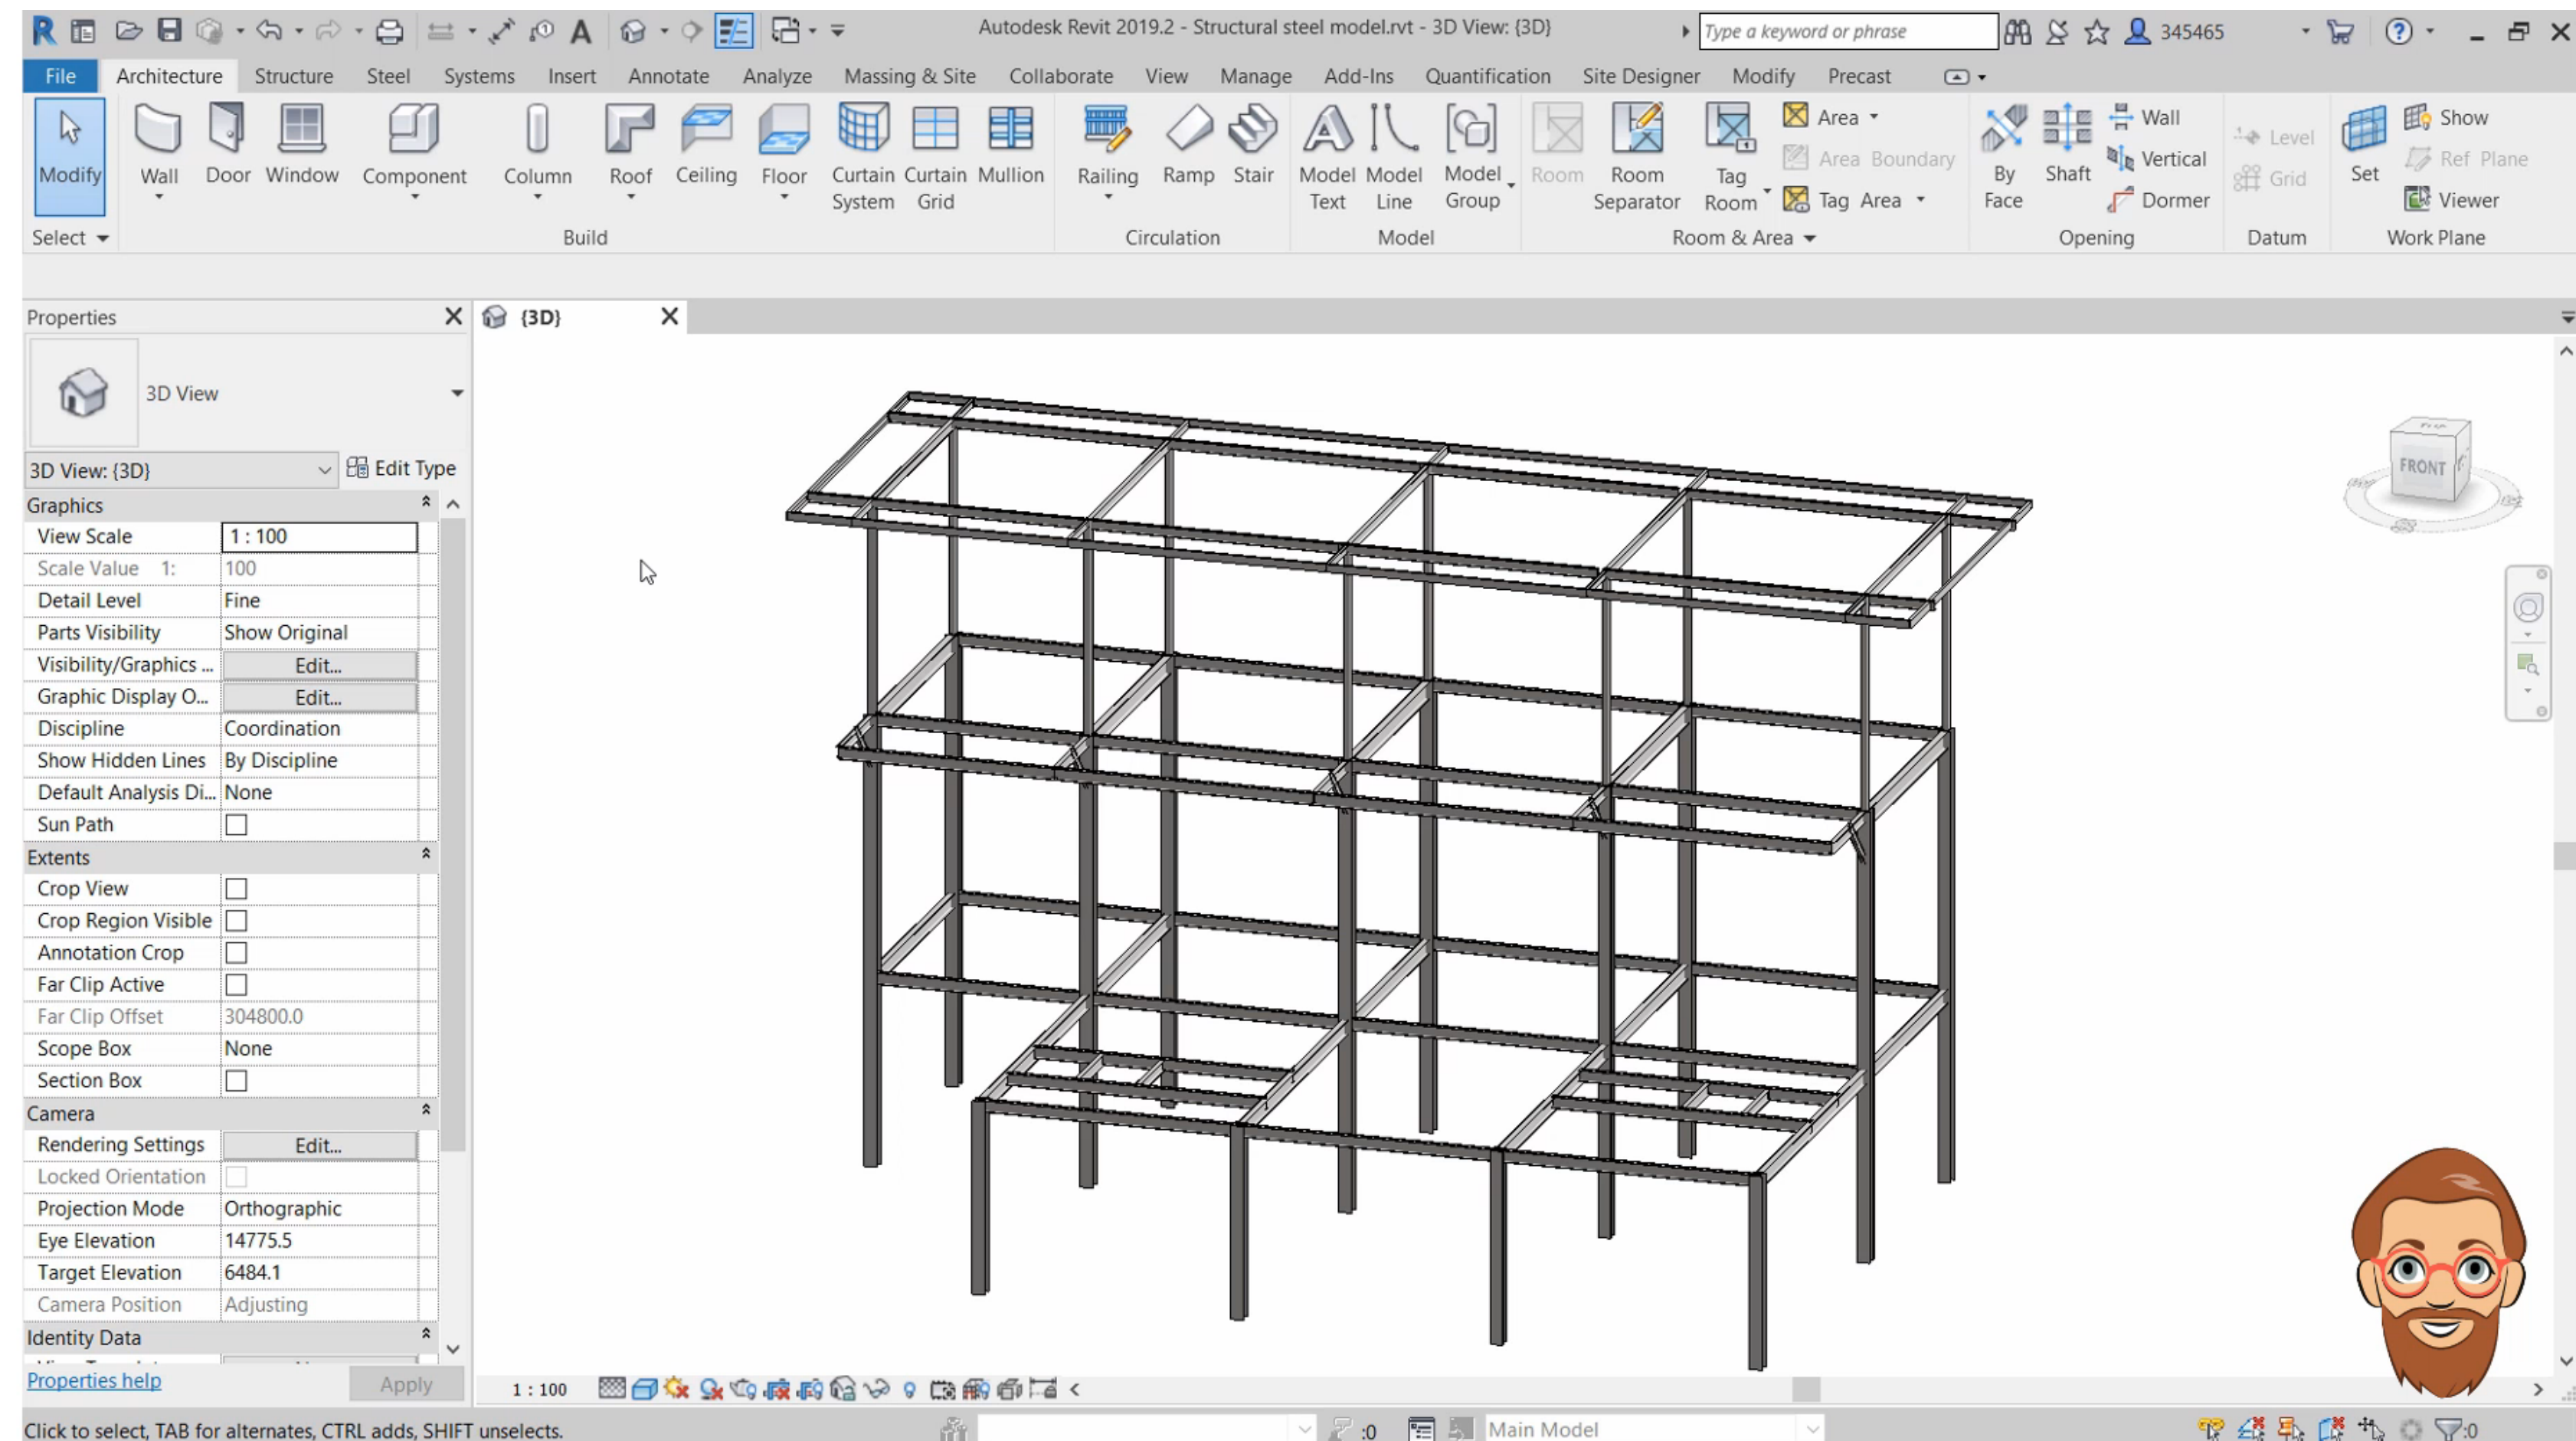 Autodesk Revit 2019.2 - Structural steel model.rvt - 3D View: {3D}
Type a keyword or phrase
345465
File Architecture Structure Steel Systems Insert Annotate Analyze Massing & Site Collaborate View Manage Add-Ins Quantification Site Designer Modify Precast
Modify
Wall
Door
Window
Component
Column
Roof
Ceiling
Floor
Curtain System
Curtain Grid
Mullion
Railing
Ramp
Stair
Model Text
Model Line
Model Group
Room
Room Separator
Tag Room
Area
Area Boundary
Tag Area
By Face
Shaft
Wall
Vertical
Dormer
Level
Grid
Set
Show
Ref Plane
Viewer
Select Build Circulation Model Room & Area Opening Datum Work Plane
Properties
{3D}
3D View
3D View: {3D} Edit Type
Graphics
View Scale 1 : 100
Scale Value 1: 100
Detail Level Fine
Parts Visibility Show Original
Visibility/Graphics ... Edit...
Graphic Display O... Edit...
Discipline Coordination
Show Hidden Lines By Discipline
Default Analysis Di... None
Sun Path
Extents
Crop View
Crop Region Visible
Annotation Crop
Far Clip Active
Far Clip Offset 304800.0
Scope Box None
Section Box
Camera
Rendering Settings Edit...
Locked Orientation
Projection Mode Orthographic
Eye Elevation 14775.5
Target Elevation 6484.1
Camera Position Adjusting
Identity Data
Properties help Apply
FRONT
1 : 100
Click to select, TAB for alternates, CTRL adds, SHIFT unselects.
:0
Main Model
:0